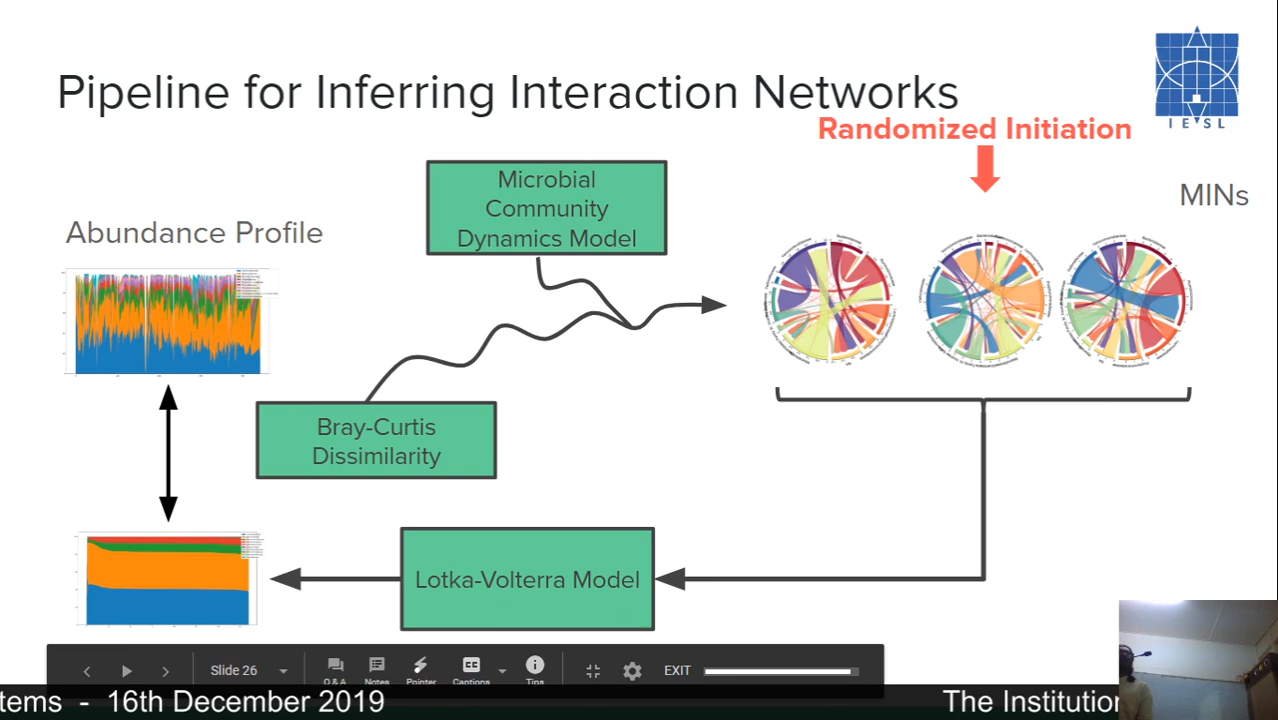 Pipeline for Inferring Interaction Networks
IESL
Randomized Initiation
MINs
Microbial
Community
Dynamics Model
Abundance Profile
Bray-Curtis
Dissimilarity
Lotka-Volterra Model
Slide 26
Q & A
Notes
Pointer
Captions
Tips
EXIT
tems - 16th December 2019
The Institution